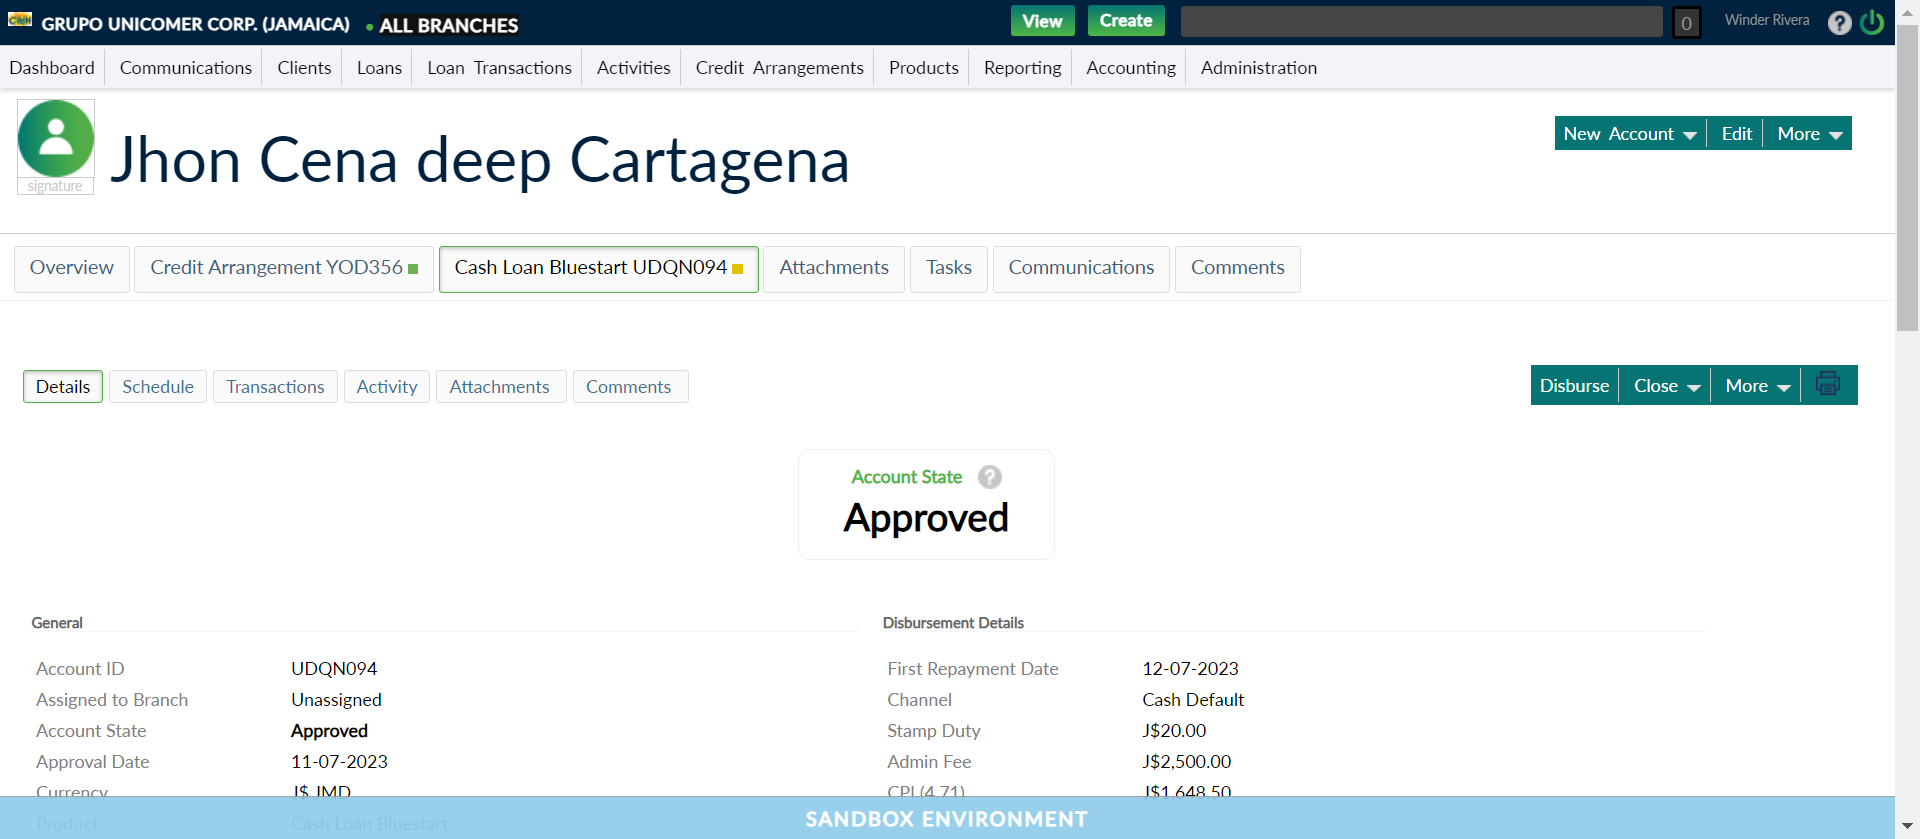 GRUPO UNICOMER CORP. (JAMAICA) ALL BRANCHES View Create 0 Winder Rivera ?
Dashboard Communications Clients Loans Loan Transactions Activities Credit Arrangements Products Reporting Accounting Administration
signature
Jhon Cena deep Cartagena
New Account Edit More
Overview Credit Arrangement YOD356 Cash Loan Bluestart UDQN094 Attachments Tasks Communications Comments
Details Schedule Transactions Activity Attachments Comments
Disburse Close More
Account State ?
Approved
General
Account ID UDQN094
Assigned to Branch Unassigned
Account State Approved
Approval Date 11-07-2023
Currency J$ JMD
Product Cash Loan Bluestart
Disbursement Details
First Repayment Date 12-07-2023
Channel Cash Default
Stamp Duty J$20.00
Admin Fee J$2,500.00
CPI (4.71) J$1,648.50
SANDBOX ENVIRONMENT